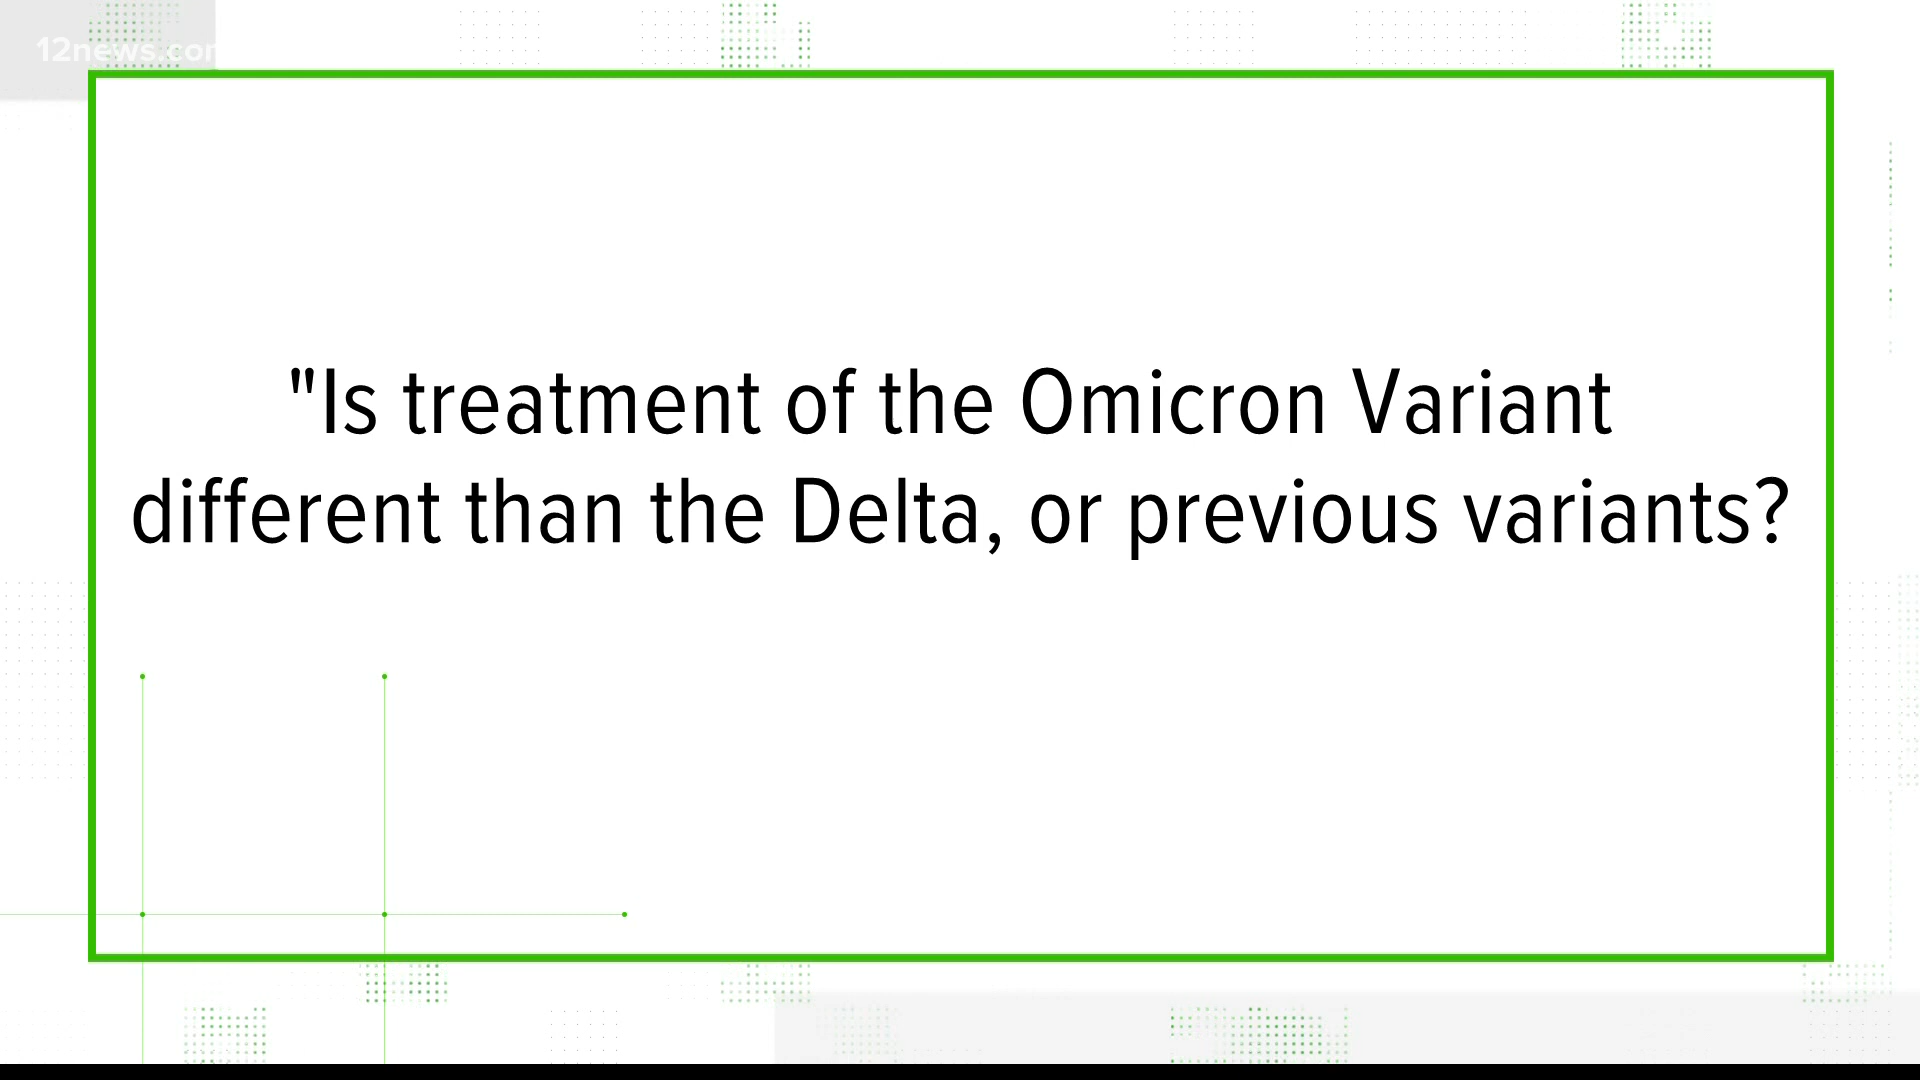 12news.com
"Is treatment of the Omicron Variant
different than the Delta, or previous variants?